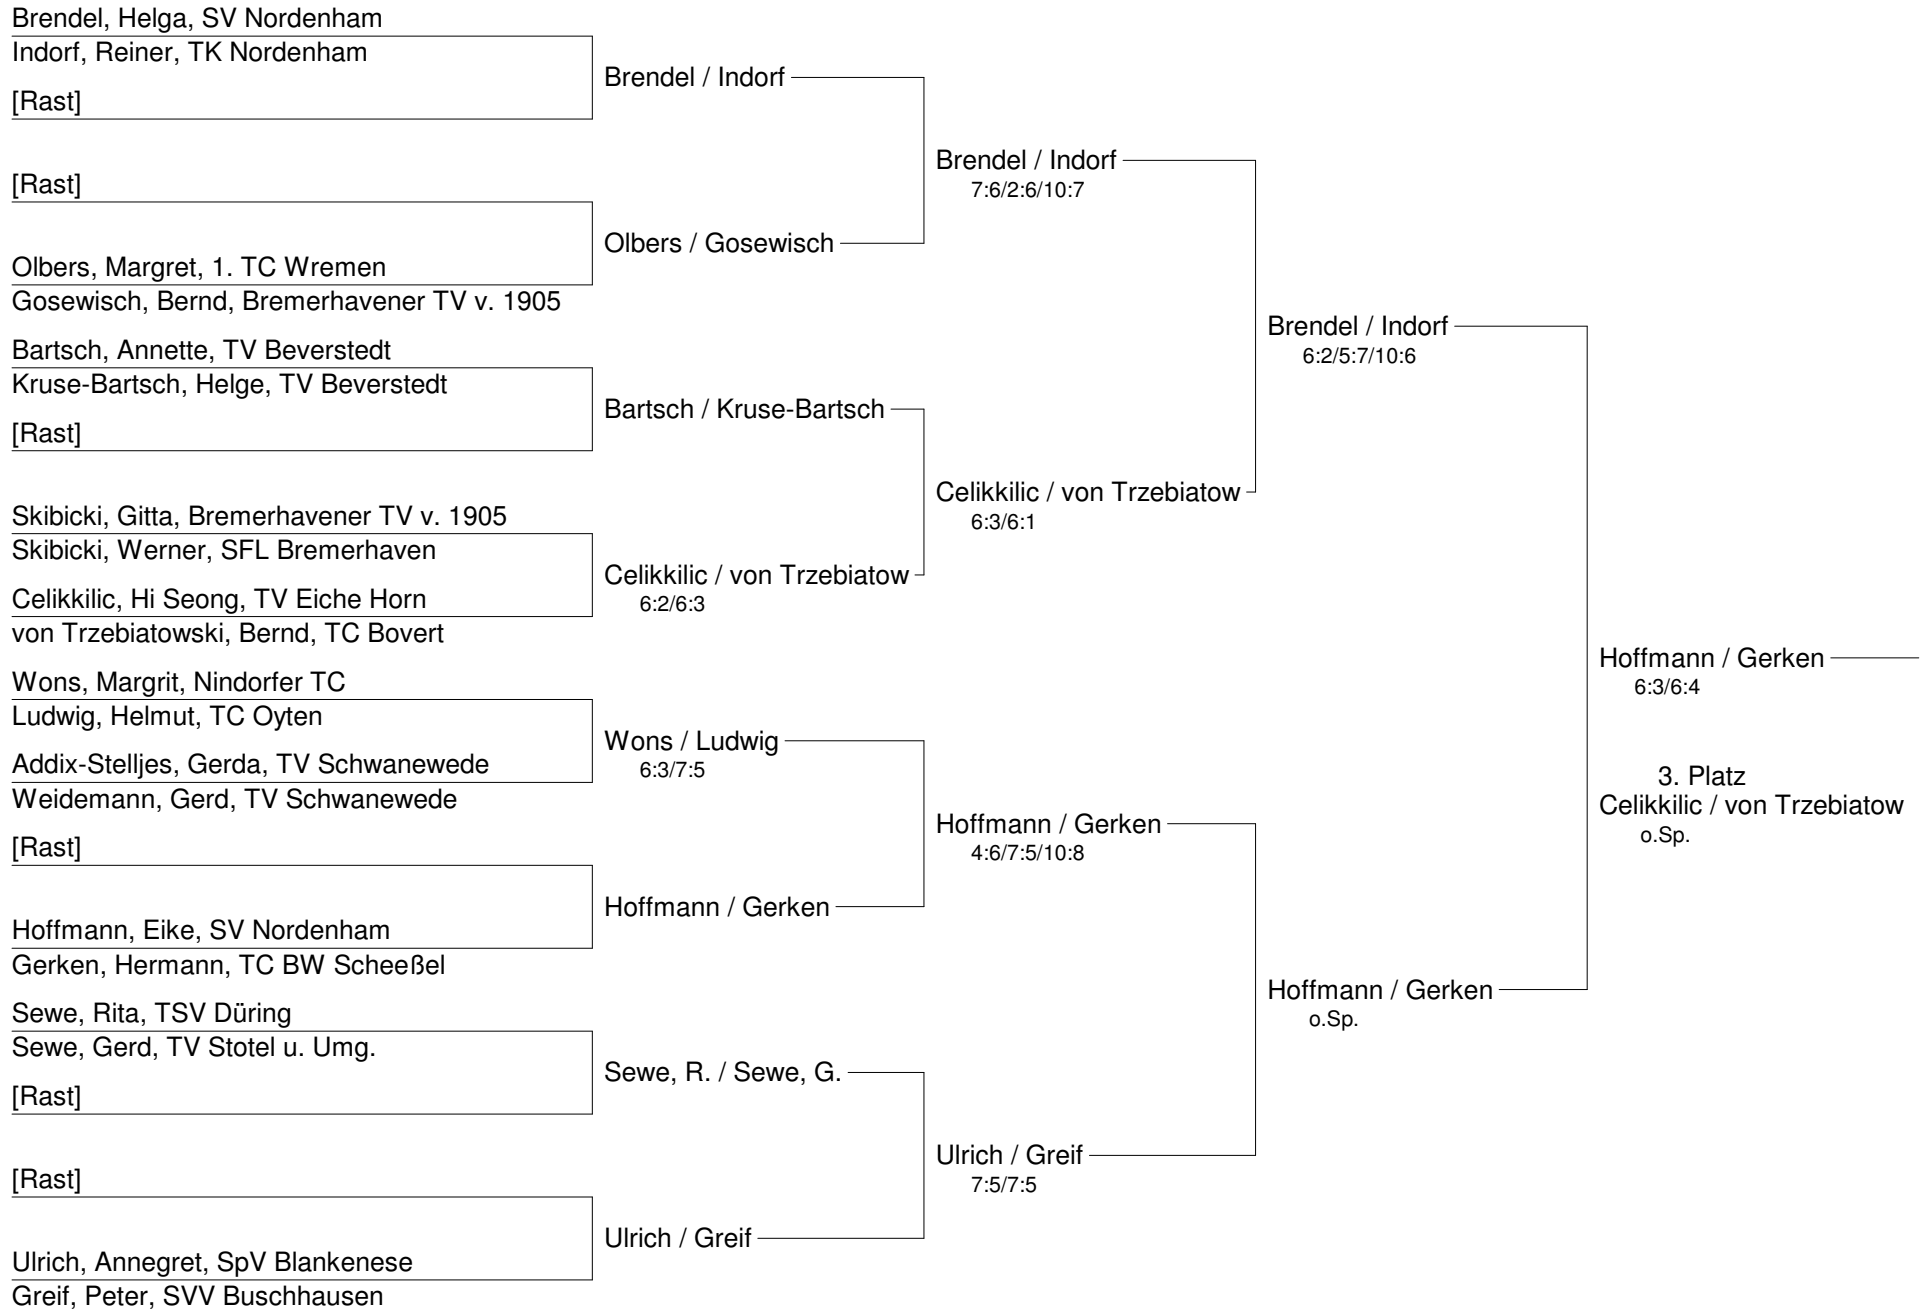 Brendel, Helga, SV Nordenham
Indorf, Reiner, TK Nordenham
[Rast]
[Rast]
Olbers, Margret, 1. TC Wremen
Gosewisch, Bernd, Bremerhavener TV v. 1905
Bartsch, Annette, TV Beverstedt
Kruse-Bartsch, Helge, TV Beverstedt
[Rast]
Skibicki, Gitta, Bremerhavener TV v. 1905
Skibicki, Werner, SFL Bremerhaven
Celikkilic, Hi Seong, TV Eiche Horn
von Trzebiatowski, Bernd, TC Bovert
Wons, Margrit, Nindorfer TC
Ludwig, Helmut, TC Oyten
Addix-Stelljes, Gerda, TV Schwanewede
Weidemann, Gerd, TV Schwanewede
[Rast]
Hoffmann, Eike, SV Nordenham
Gerken, Hermann, TC BW Scheeßel
Sewe, Rita, TSV Düring
Sewe, Gerd, TV Stotel u. Umg.
[Rast]
[Rast]
Ulrich, Annegret, SpV Blankenese
Greif, Peter, SVV Buschhausen
Brendel / Indorf
Olbers / Gosewisch
Bartsch / Kruse-Bartsch
Celikkilic / von Trzebiatow
6:2/6:3
Wons / Ludwig
6:3/7:5
Hoffmann / Gerken
Sewe, R. / Sewe, G.
Ulrich / Greif
Brendel / Indorf
7:6/2:6/10:7
Celikkilic / von Trzebiatow
6:3/6:1
Hoffmann / Gerken
4:6/7:5/10:8
Ulrich / Greif
7:5/7:5
Brendel / Indorf
6:2/5:7/10:6
Hoffmann / Gerken
o.Sp.
Hoffmann / Gerken
6:3/6:4
3. Platz
Celikkilic / von Trzebiatow
o.Sp.